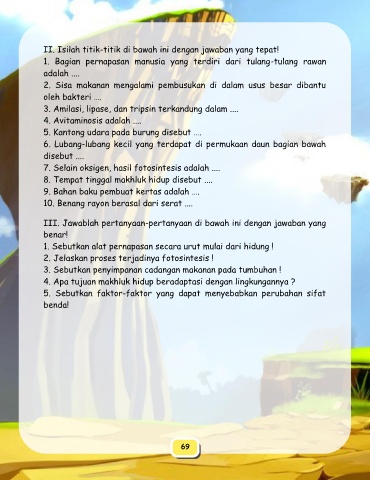 II. Isilah titik-titik di bawah ini dengan jawaban yang tepat!
1. Bagian pernapasan manusia yang terdiri dari tulang-tulang rawan
adalah ....
2. Sisa makanan mengalami pembusukan di dalam usus besar dibantu
oleh bakteri ....
3. Amilasi, lipase, dan tripsin terkandung dalam ....
4. Avitaminosis adalah ....
5. Kantong udara pada burung disebut ....
6. Lubang-lubang kecil yang terdapat di permukaan daun bagian bawah
disebut ....
7. Selain oksigen, hasil fotosintesis adalah ....
8. Tempat tinggal makhluk hidup disebut ....
9. Bahan baku pembuat kertas adalah ....
10. Benang rayon berasal dari serat ....
III. Jawablah pertanyaan-pertanyaan di bawah ini dengan jawaban yang
benar!
1. Sebutkan alat pernapasan secara urut mulai dari hidung !
2. Jelaskan proses terjadinya fotosintesis !
3. Sebutkan penyimpanan cadangan makanan pada tumbuhan !
4. Apa tujuan makhluk hidup beradaptasi dengan lingkungannya ?
5. Sebutkan faktor-faktor yang dapat menyebabkan perubahan sifat
benda!
69